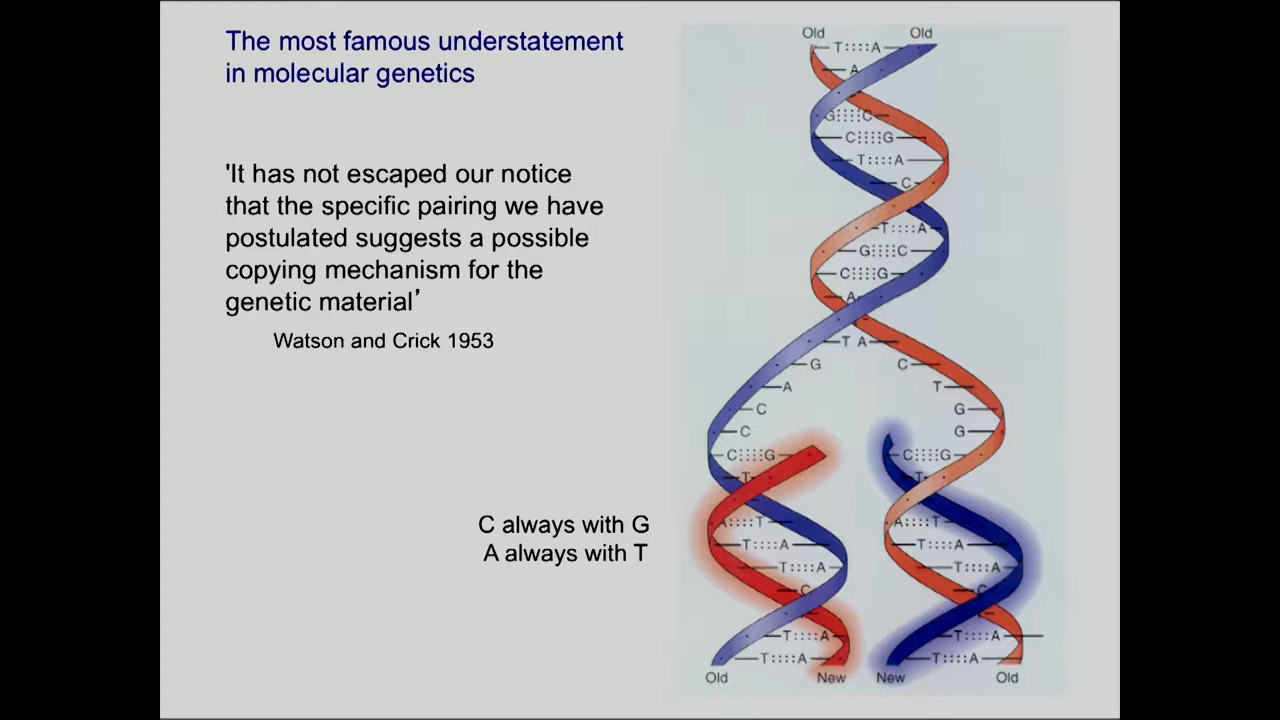 The most famous understatement
in molecular genetics
'It has not escaped our notice
that the specific pairing we have
postulated suggests a possible
copying mechanism for the
genetic material’
Watson and Crick 1953
C always with G
A always with T
Old Old
T::::A
A
G::::C
C::::G
T::::A
C
T::::A
G::::C
C::::G
A
T A
G C
A T
C G
C G
C::::G C::::G
T T
A::::T A::::T
T::::A T::::A
T::::A T::::A
C C
T::::A T::::A
T::::A T::::A
Old New New Old